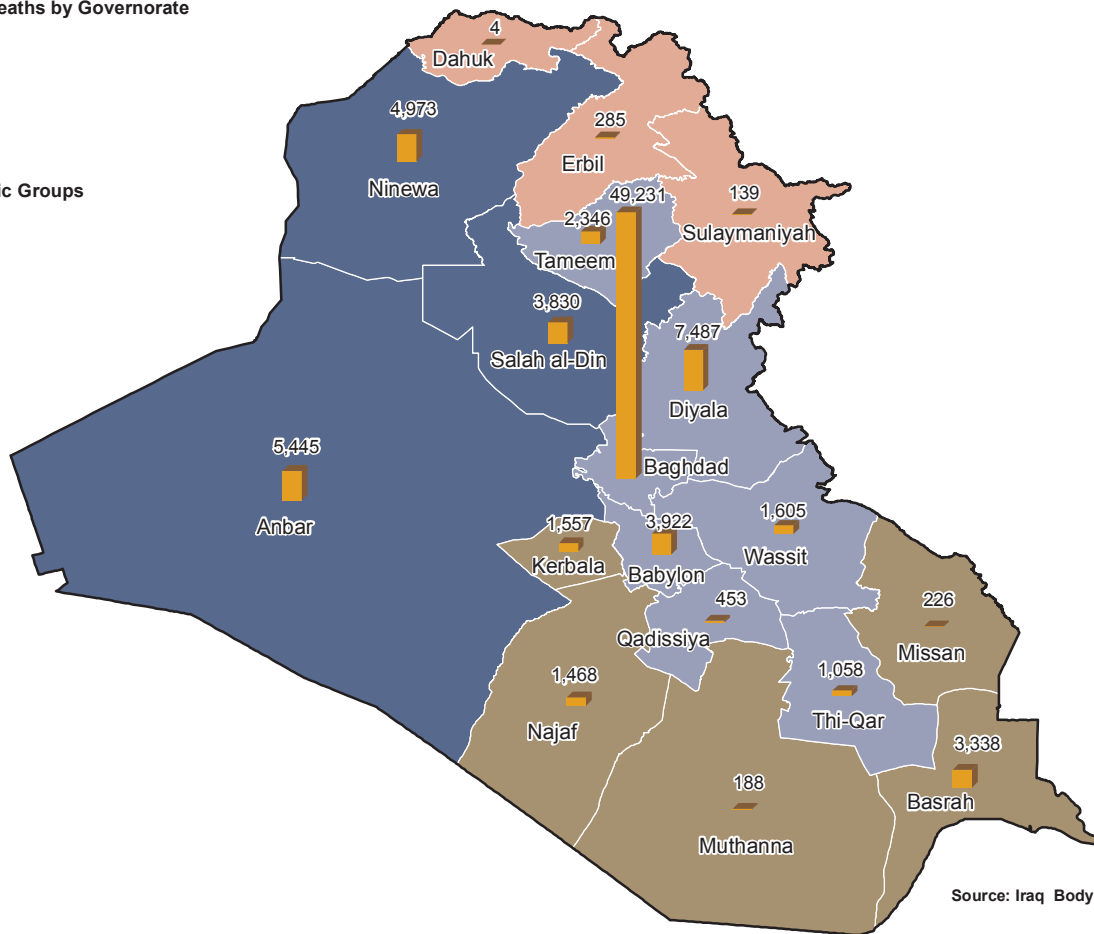 eaths by Governorate
4
Dahuk
4,973
Ninewa
285
Erbil
ic Groups
139
Sulaymaniyah
49,231
2,346
Tameem
3,830
Salah al-Din
7,487
Diyala
5,445
Anbar
Baghdad
1,557
Kerbala
3,922
Babylon
1,605
Wassit
453
Qadissiya
226
Missan
1,468
Najaf
1,058
Thi-Qar
3,338
Basrah
188
Muthanna
Source: Iraq Body